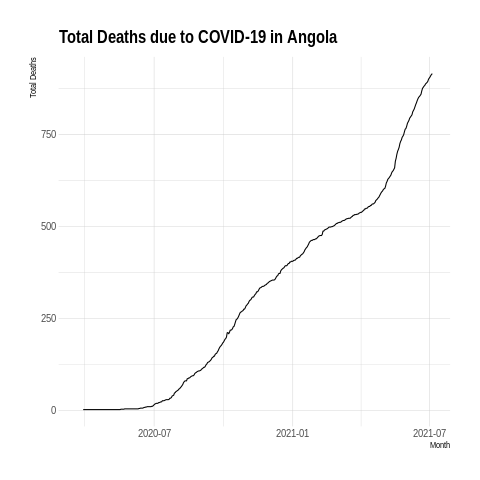 Total Deaths due to COVID-19 in Angola
Total Deaths
750
500
250
0
2020-07
2021-01
2021-07
Month